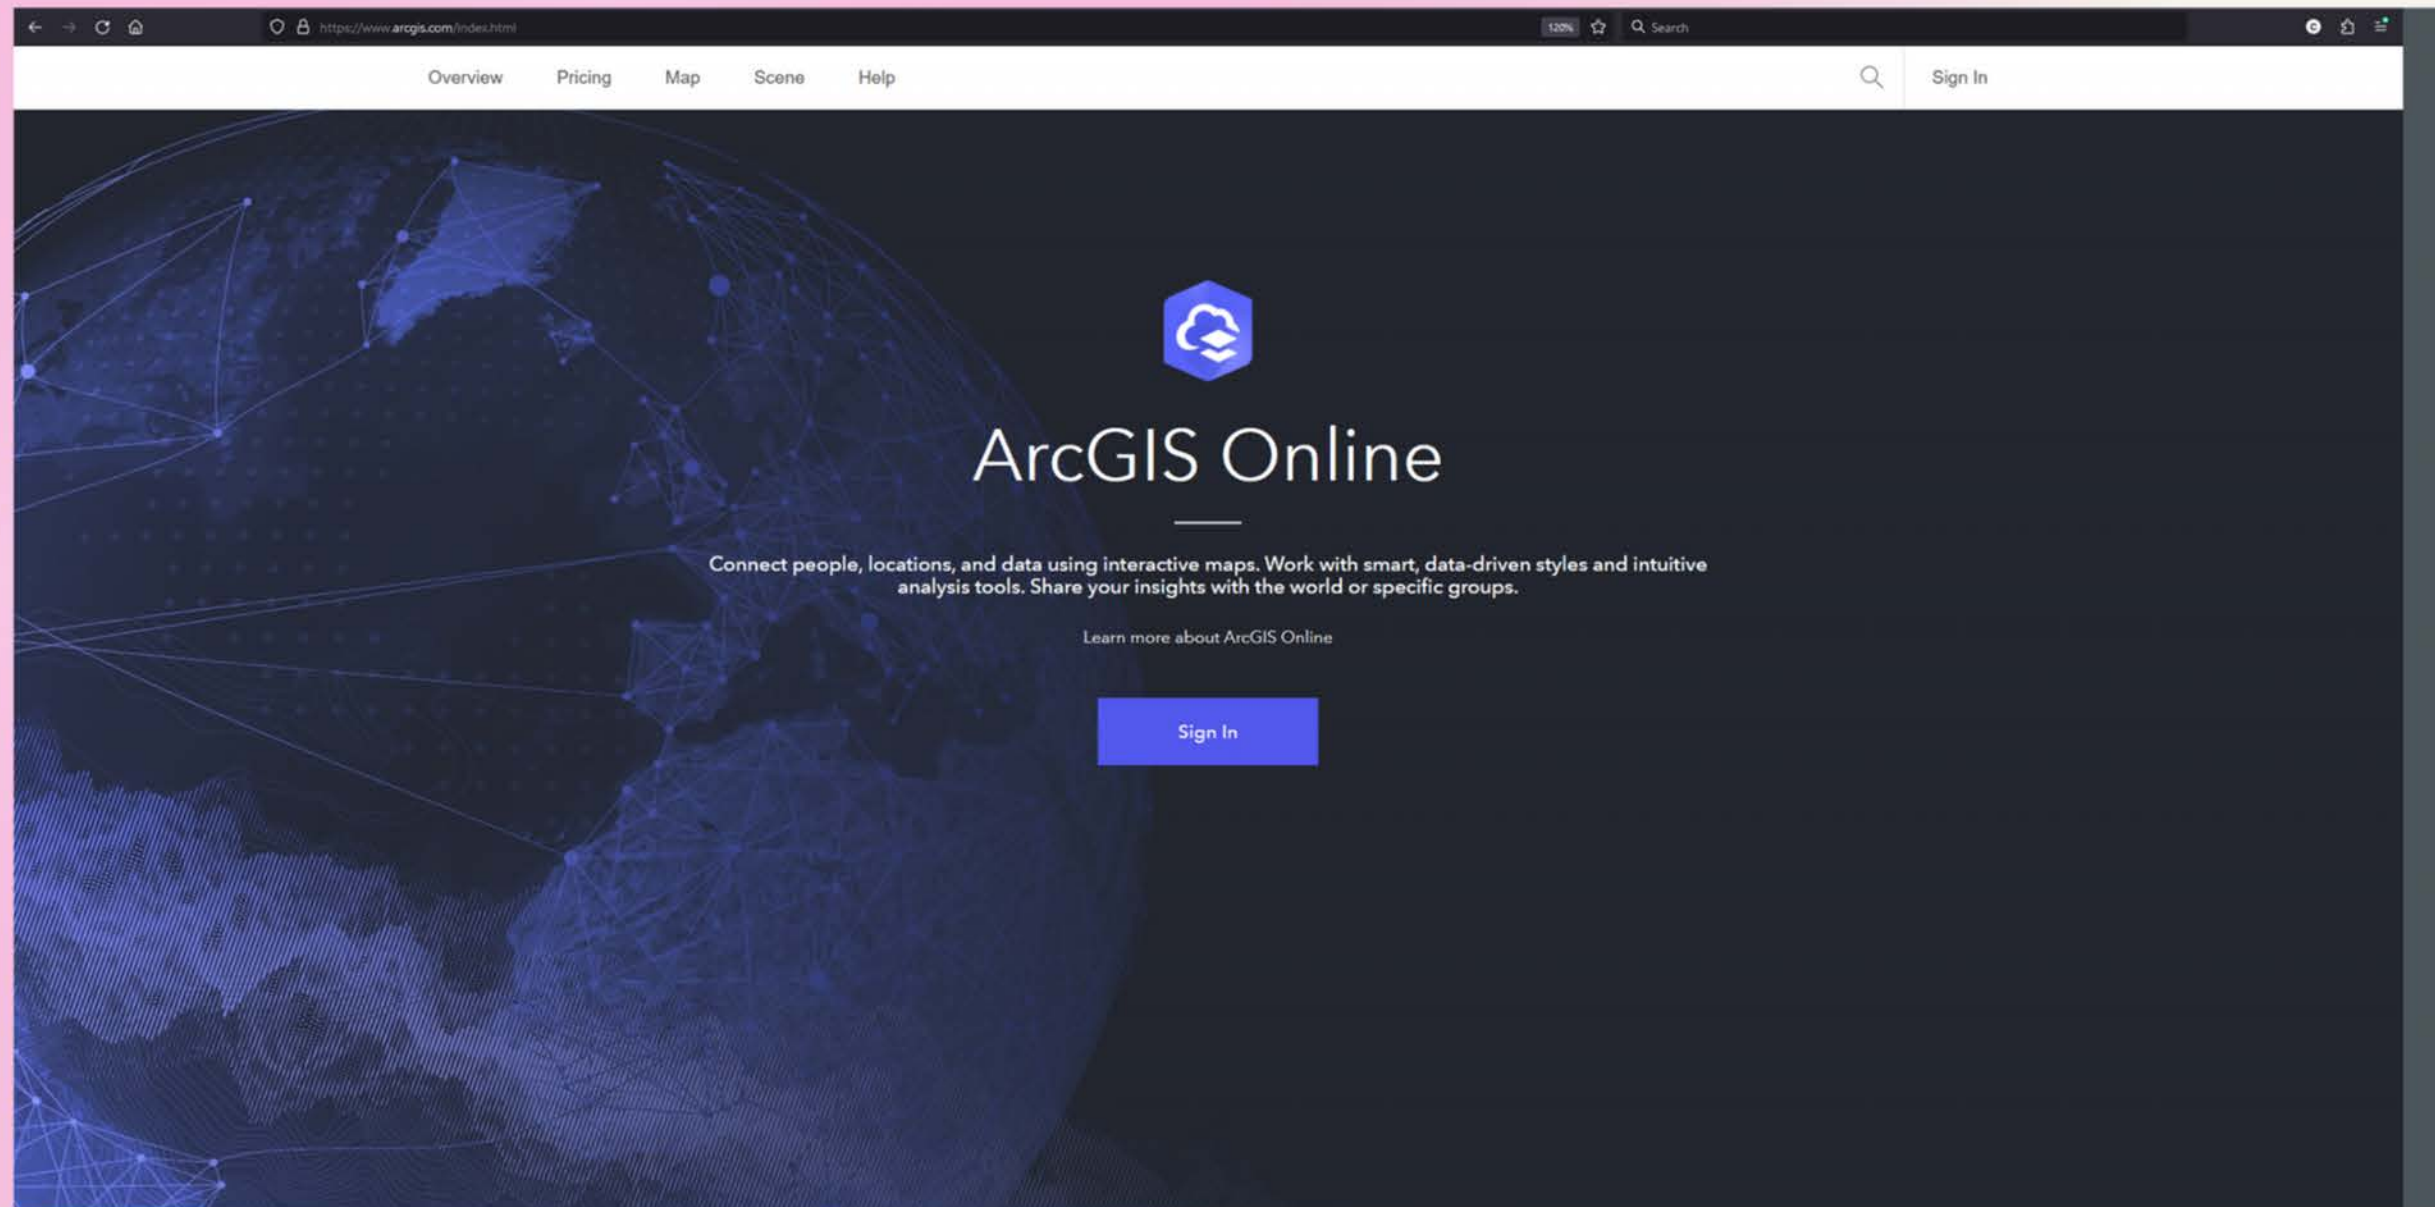 https://www.arcgis.com/index.html
120%
Search
Overview Pricing Map Scene Help
Sign In
ArcGIS Online
Connect people, locations, and data using interactive maps. Work with smart, data-driven styles and intuitive
analysis tools. Share your insights with the world or specific groups.
Learn more about ArcGIS Online
Sign In